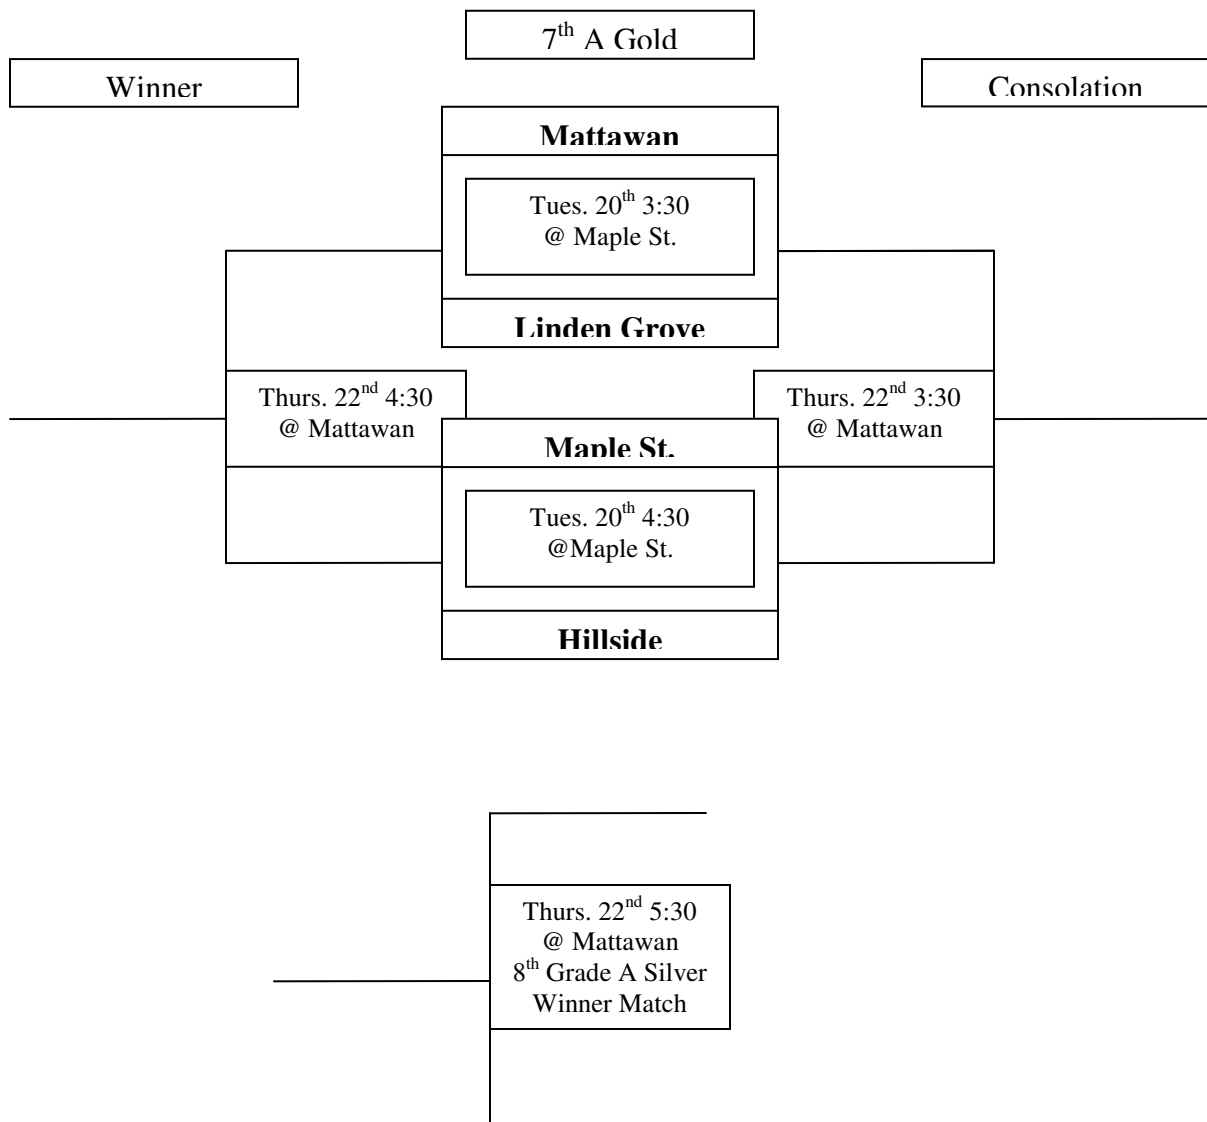 7th A Gold
Winner
Consolation
Mattawan
Tues. 20th 3:30
@ Maple St.
Linden Grove
Thurs. 22nd 4:30
@ Mattawan
Thurs. 22nd 3:30
@ Mattawan
Maple St.
Tues. 20th 4:30
@Maple St.
Hillside
Thurs. 22nd 5:30
@ Mattawan
8th Grade A Silver
Winner Match